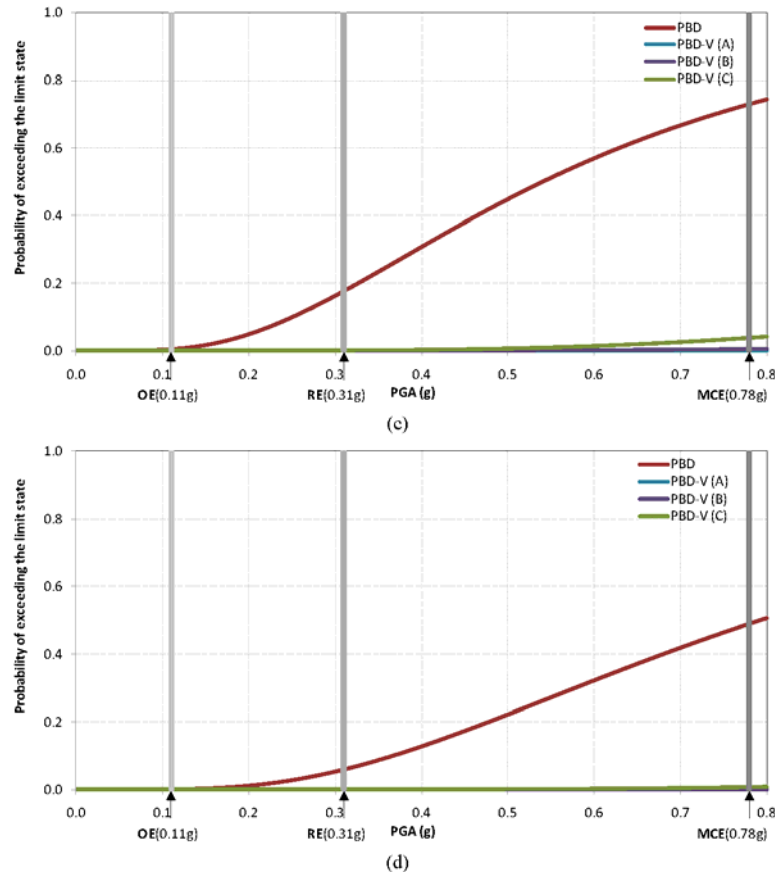 1.0
PBD
PBD-V (A)
PBD-V (B)
PBD-V (C)
0.8
0.6
0.4
0.2
0.0
Probability of exceeding the limit state
0.0 0.1 0.2 0.3 0.4 0.5 0.6 0.7 0.8
OE(0.11g) RE(0.31g) PGA (g) MCE(0.78g)
(c)
1.0
PBD
PBD-V (A)
PBD-V (B)
PBD-V (C)
0.8
0.6
0.4
0.2
0.0
Probability of exceeding the limit state
0.0 0.1 0.2 0.3 0.4 0.5 0.6 0.7 0.8
OE(0.11g) RE(0.31g) PGA (g) MCE(0.78g)
(d)